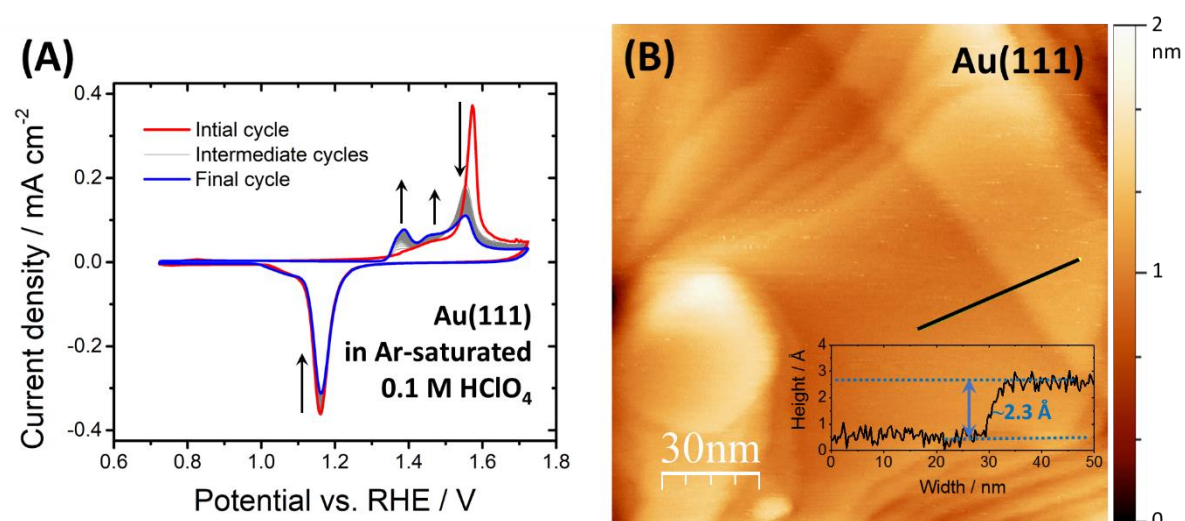 (A)
0.4
0.2
0.0
-0.2
-0.4
0.6 0.8 1.0 1.2 1.4 1.6 1.8
Current density / mA cm-2
Potential vs. RHE / V
Intial cycle
Intermediate cycles
Final cycle
Au(111)
in Ar-saturated
0.1 M HClO4
(B)
Au(111)
30nm
4
3
2
1
0
0 10 20 30 40 50
Height / Å
Width / nm
~2.3 Å
2
nm
1
0